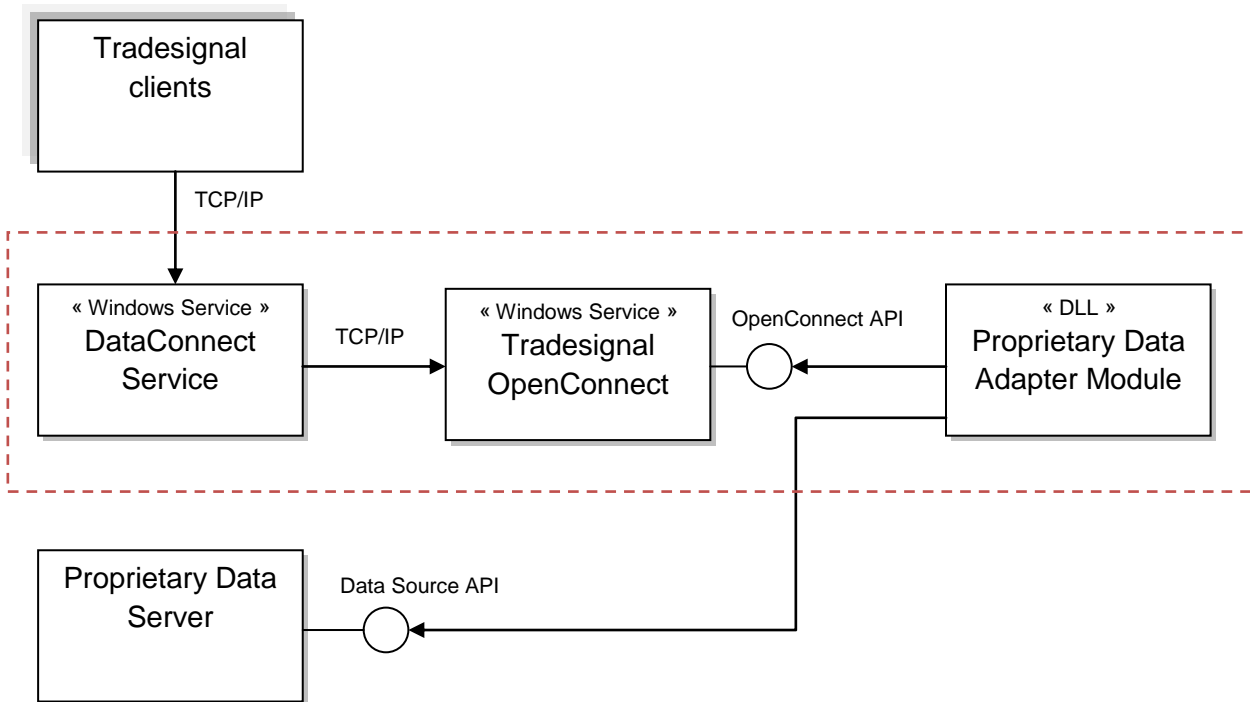 Tradesignal
clients
TCP/IP
« Windows Service »
DataConnect
Service
TCP/IP
« Windows Service »
Tradesignal
OpenConnect
OpenConnect API
« DLL »
Proprietary Data
Adapter Module
Proprietary Data
Server
Data Source API